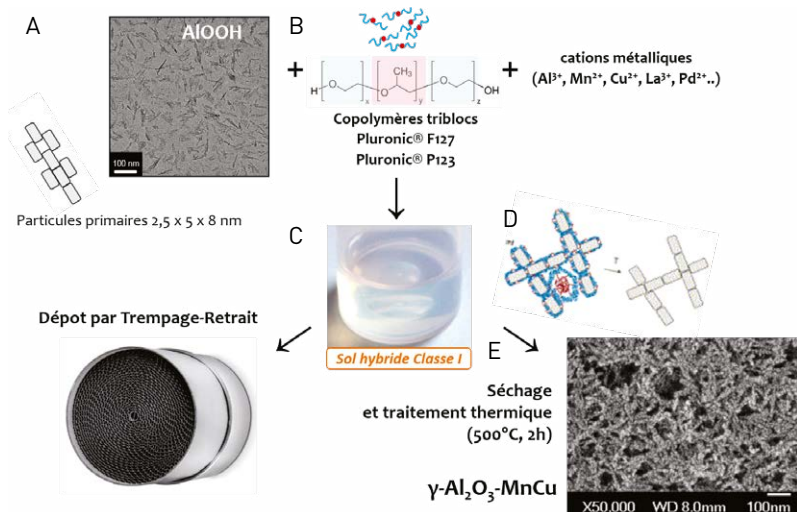 A
AlOOH
100 nm
Particules primaires 2,5 x 5 x 8 nm
B
+
H
O
x
CH₃
O
y
O
z
OH
Copolymères triblocs
Pluronic® F127
Pluronic® P123
+
cations métalliques
(Al³⁺, Mn²⁺, Cu²⁺, La³⁺, Pd²⁺..)
C
Sol hybride Classe I
D
T
Dépot par Trempage-Retrait
E
Séchage
et traitement thermique
(500°C, 2h)
γ-Al₂O₃-MnCu
X50,000 WD 8.0mm 100nm